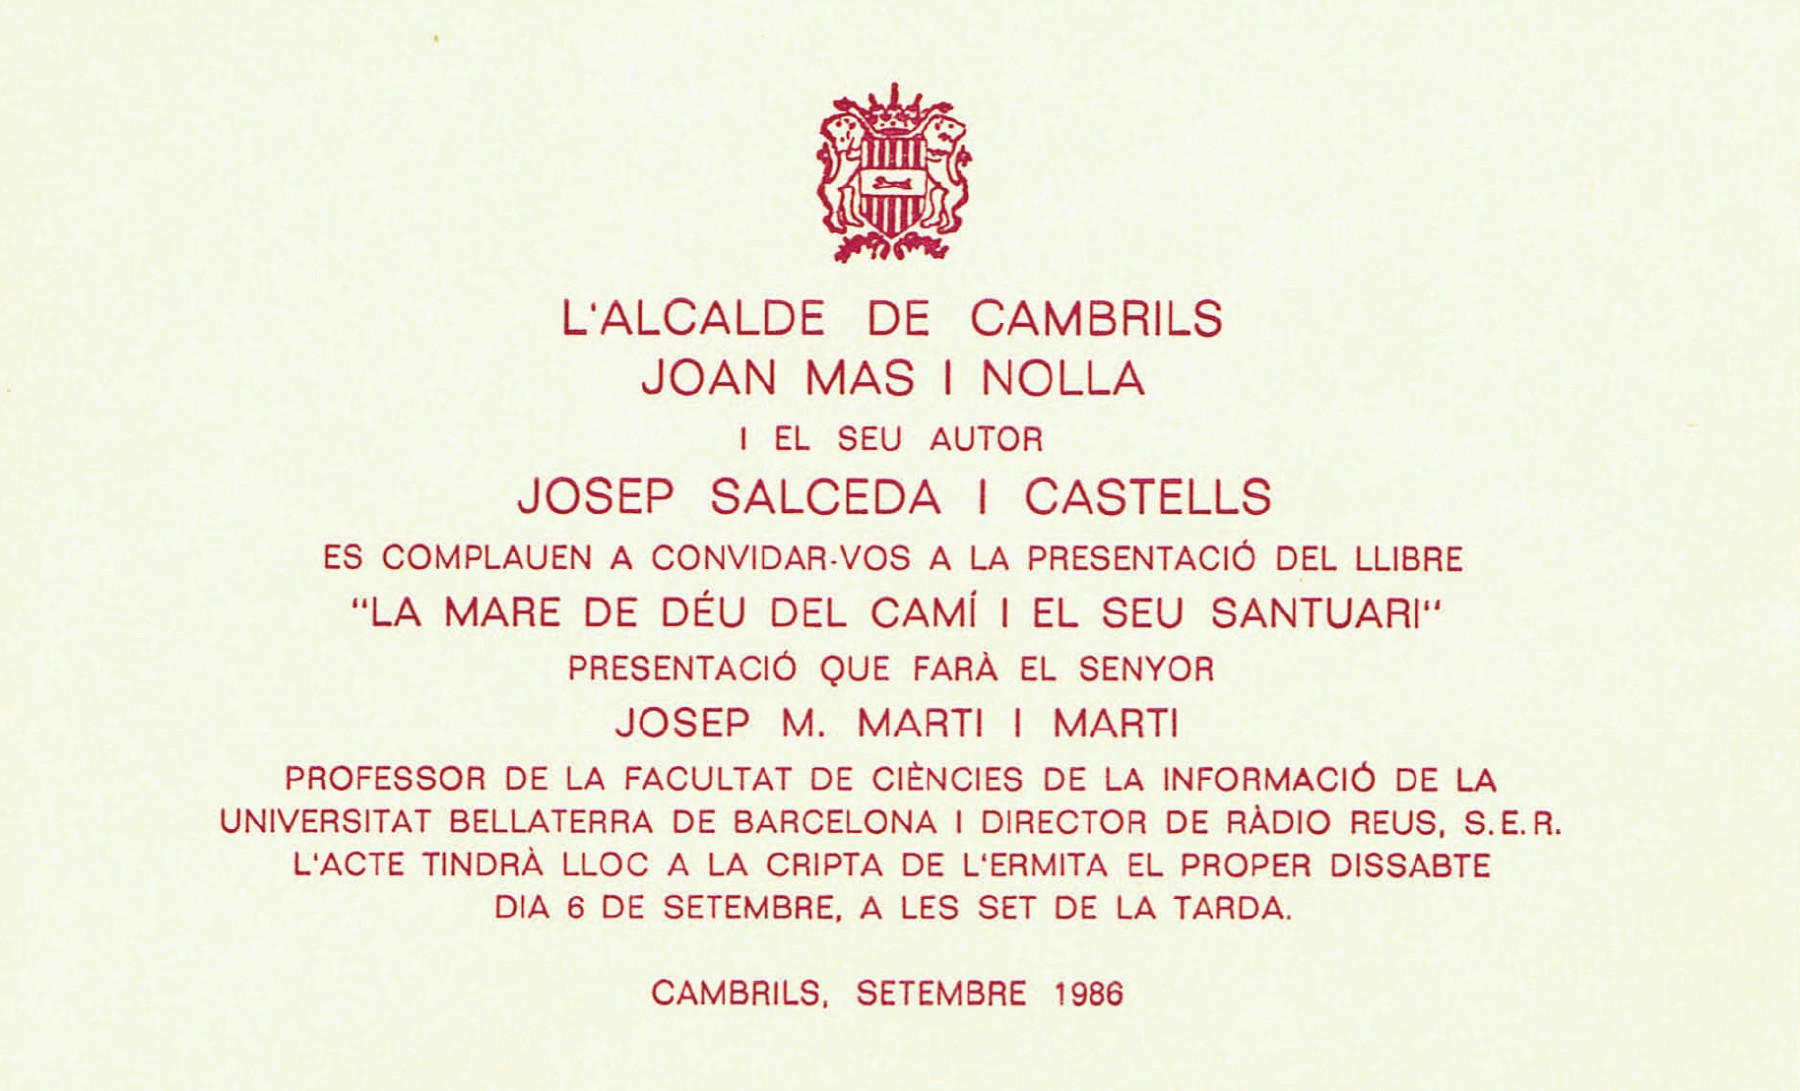 L'ALCALDE DE CAMBRILS
JOAN MAS I NOLLA
I EL SEU AUTOR
JOSEP SALCEDA I CASTELLS
ES COMPLAUEN A CONVIDAR-VOS A LA PRESENTACIÓ DEL LLIBRE
"LA MARE DE DÉU DEL CAMÍ I EL SEU SANTUARI"
PRESENTACIÓ QUE FARÀ EL SENYOR
JOSEP M. MARTI I MARTI
PROFESSOR DE LA FACULTAT DE CIÈNCIES DE LA INFORMACIÓ DE LA
UNIVERSITAT BELLATERRA DE BARCELONA I DIRECTOR DE RÀDIO REUS, S.E.R.
L'ACTE TINDRÀ LLOC A LA CRIPTA DE L'ERMITA EL PROPER DISSABTE
DIA 6 DE SETEMBRE, A LES SET DE LA TARDA.
CAMBRILS, SETEMBRE 1986